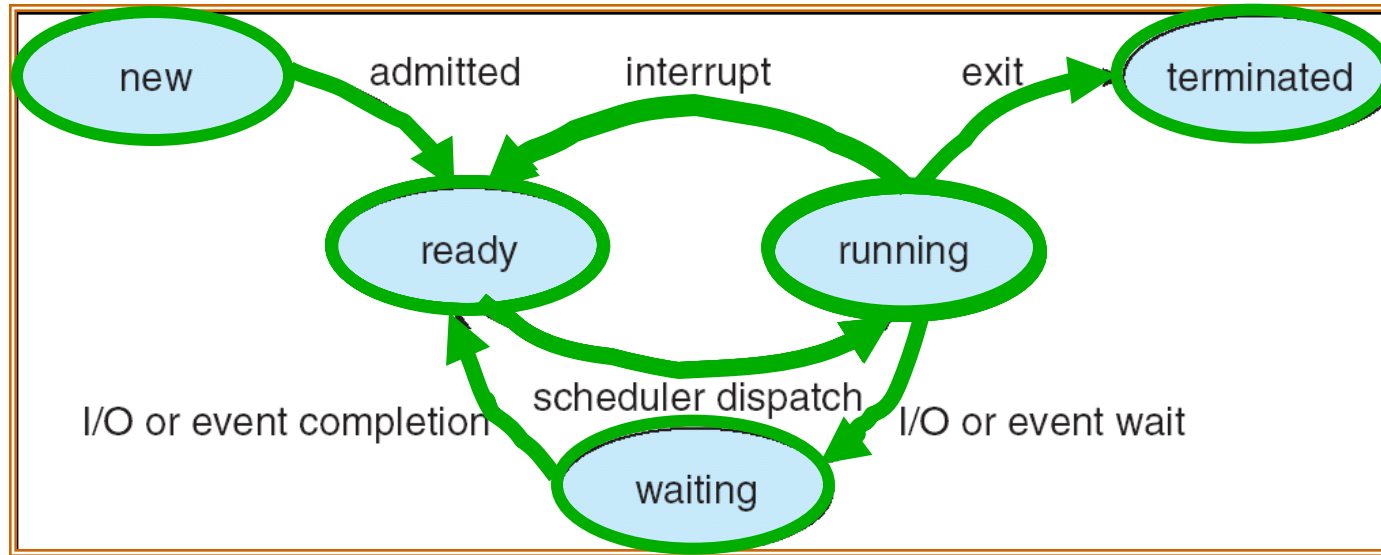 new
admitted
interrupt
exit
terminated
ready
running
scheduler dispatch
I/O or event completion
I/O or event wait
waiting